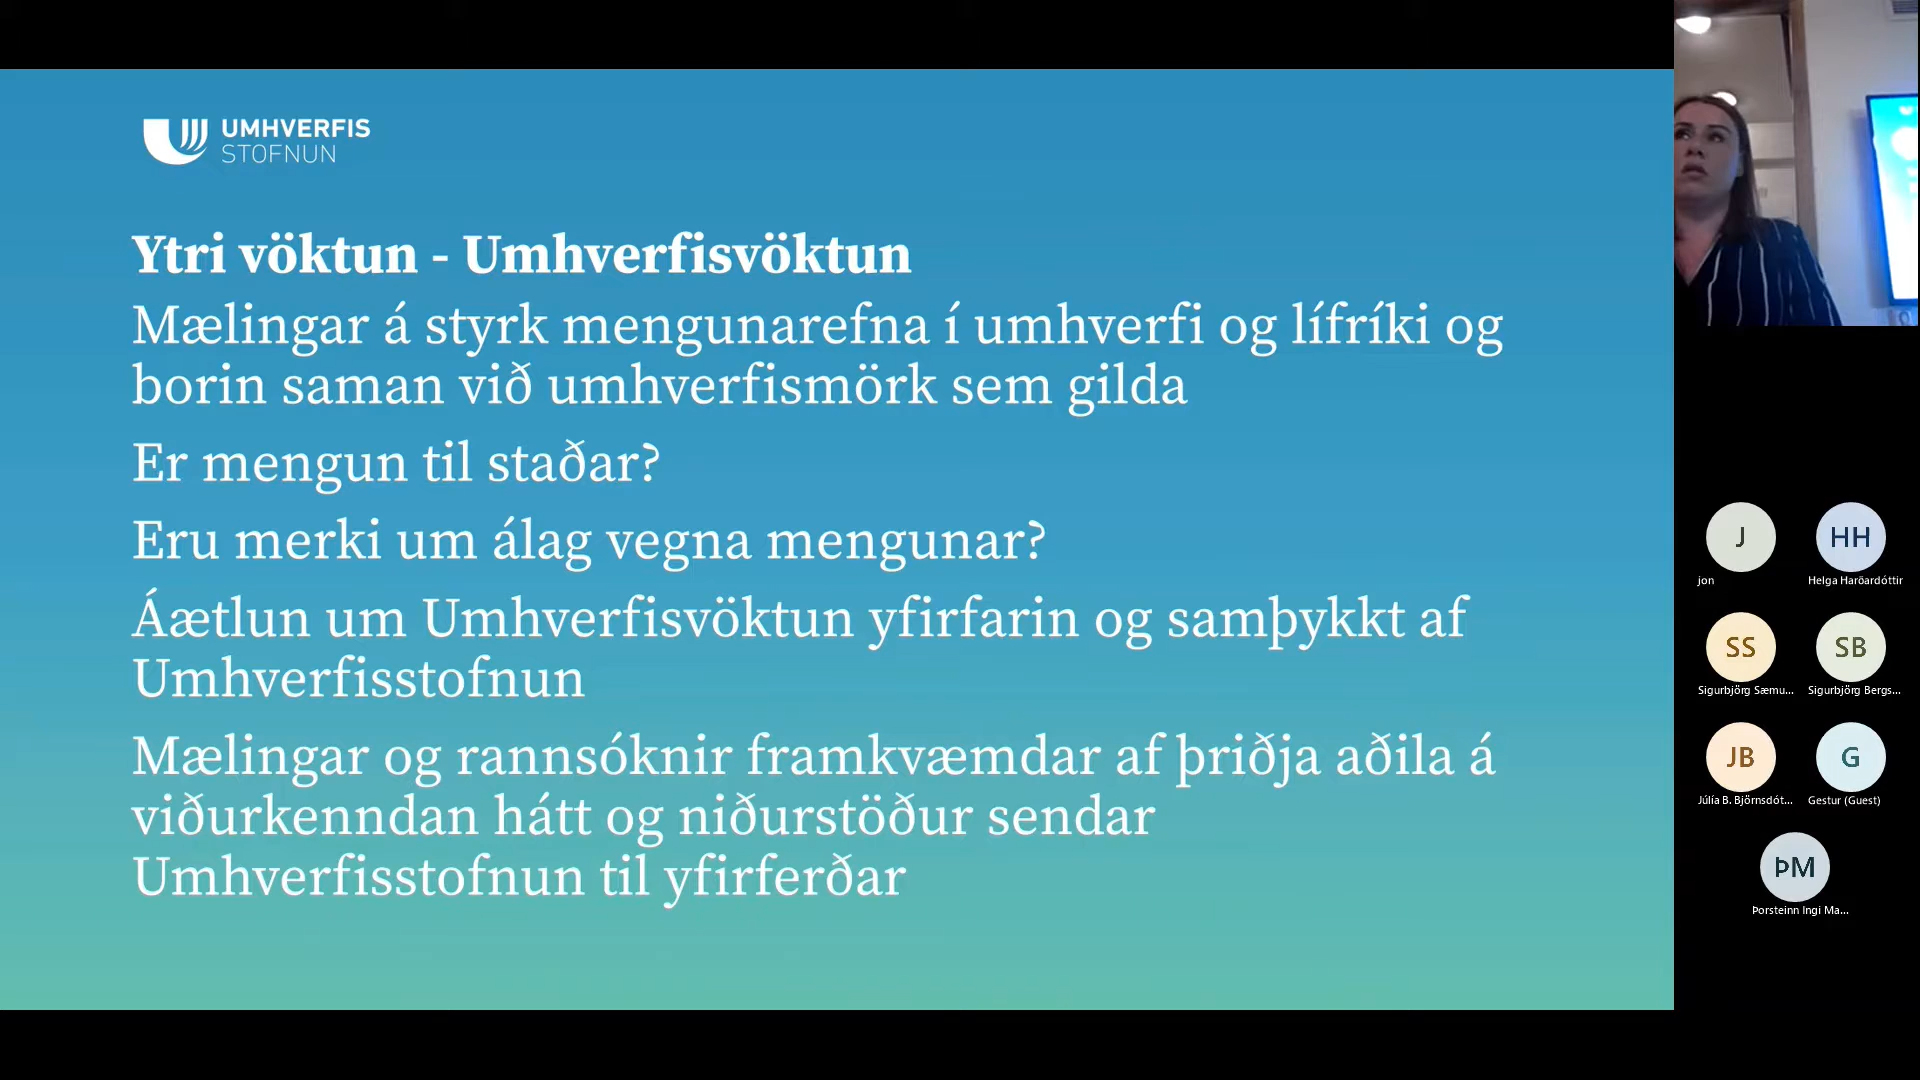 UMHVERFIS
STOFNUN
Ytri vöktun - Umhverfisvöktun
Mælingar á styrk mengunarefna í umhverfi og lífríki og
borin saman við umhverfismörk sem gilda
Er mengun til staðar?
Eru merki um álag vegna mengunar?
Áætlun um Umhverfisvöktun yfirfarin og samþykkt af
Umhverfisstofnun
Mælingar og rannsóknir framkvæmdar af þriðja aðila á
viðurkenndan hátt og niðurstöður sendar
Umhverfisstofnun til yfirferðar
J
HH
jon
Helga Harðardóttir
SS
SB
Sigurbjörg Sæmu...
Sigurbjörg Bergs...
JB
G
Júlía B. Björnsdót...
Gestur (Guest)
ÞM
Þorsteinn Ingi Ma...